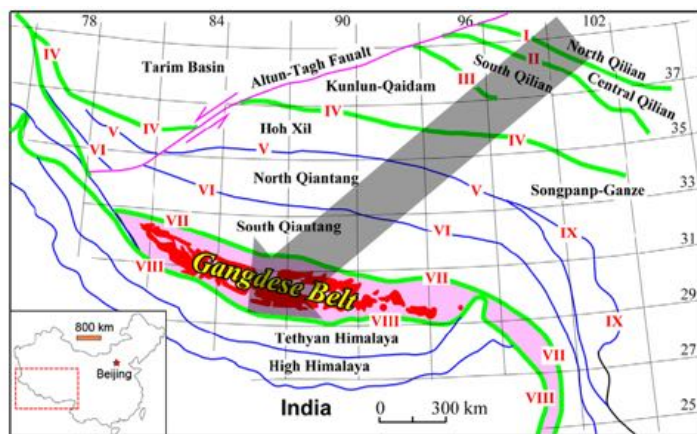 78
84
90
96
102
IV
Tarim Basin
Altun-Tagh Faualt
I
North Qilian
II
Kunlun-Qaidam
III
South Qilian
Central Qilian
37
IV
IV
Hoh Xil
IV
35
V
V
VI
North Qiantang
VI
V
Songpanp-Ganze
33
VII
South Qiantang
VI
IX
31
VIII
Gangdese Belt
VII
29
VIII
IX
Tethyan Himalaya
VII
High Himalaya
27
800 km
Beijing
India
0 300 km
VIII
25